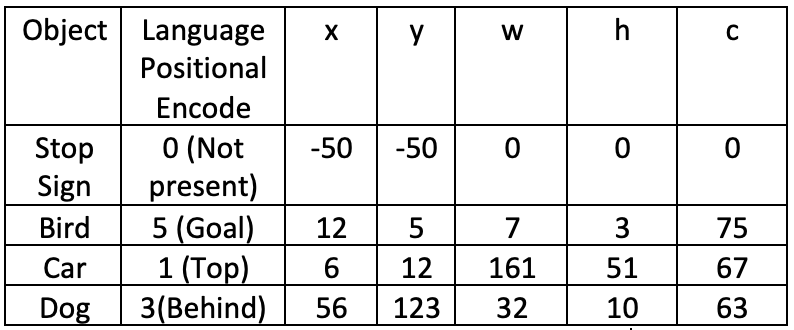 Object Language Positional Encode x y w h c
Stop Sign 0 (Not present) -50 -50 0 0 0
Bird 5 (Goal) 12 5 7 3 75
Car 1 (Top) 6 12 161 51 67
Dog 3(Behind) 56 123 32 10 63